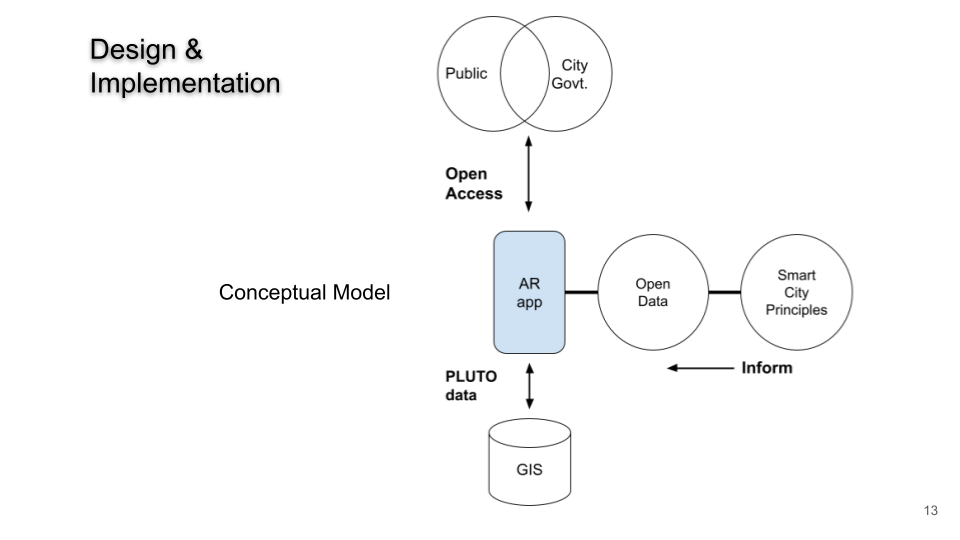 Design &
Implementation
Public
City
Govt.
Open
Access
Conceptual Model
AR
app
Open
Data
Smart
City
Principles
Inform
PLUTO
data
GIS
13